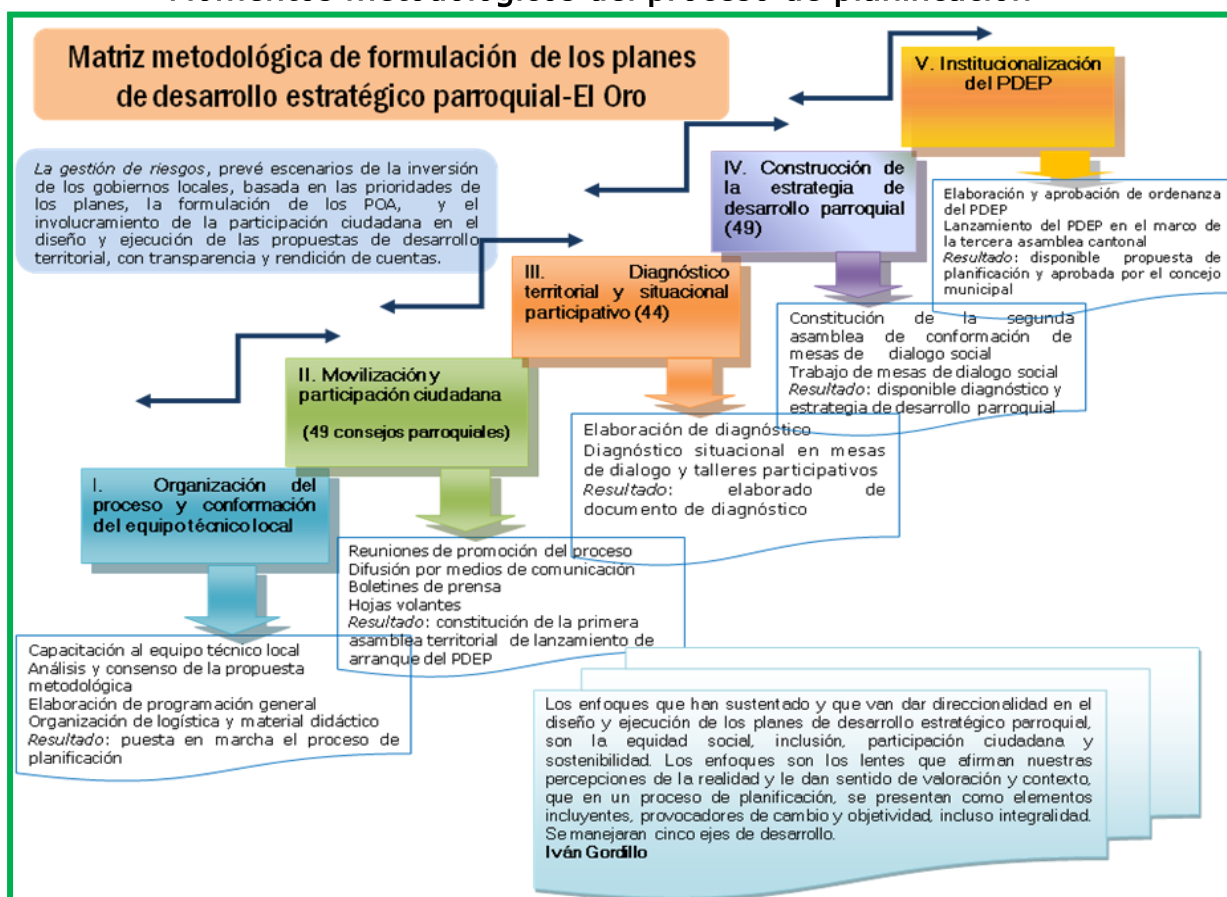 Momentos metodológicos del proceso de planificación
Matriz metodológica de formulación de los planes
de desarrollo estratégico parroquial-El Oro
La gestión de riesgos, prevé escenarios de la inversión
de los gobiernos locales, basada en las prioridades de
los planes, la formulación de los POA, y el
involucramiento de la participación ciudadana en el
diseño y ejecución de las propuestas de desarrollo
territorial, con transparencia y rendición de cuentas.
V. Institucionalización
del PDEP
Elaboración y aprobación de ordenanza
del PDEP
Lanzamiento del PDEP en el marco de
la tercera asamblea cantonal
Resultado: disponible propuesta de
planificación y aprobada por el concejo
municipal
IV. Construcción de
la estrategia de
desarrollo parroquial
(49)
Constitución de la segunda
asamblea de conformación de
mesas de dialogo social
Trabajo de mesas de dialogo social
Resultado: disponible diagnóstico y
estrategia de desarrollo parroquial
III. Diagnóstico
territorial y situacional
participativo (44)
Elaboración de diagnóstico
Diagnóstico situacional en mesas
de dialogo y talleres participativos
Resultado: elaborado de
documento de diagnóstico
II. Movilización y
participación ciudadana
(49 consejos parroquiales)
Reuniones de promoción del proceso
Difusión por medios de comunicación
Boletines de prensa
Hojas volantes
Resultado: constitución de la primera
asamblea territorial de lanzamiento de
arranque del PDEP
I. Organización del
proceso y conformación
del equipo técnico local
Capacitación al equipo técnico local
Análisis y consenso de la propuesta
metodológica
Elaboración de programación general
Organización de logística y material didáctico
Resultado: puesta en marcha el proceso de
planificación
Los enfoques que han sustentado y que van dar direccionalidad en el
diseño y ejecución de los planes de desarrollo estratégico parroquial,
son la equidad social, inclusión, participación ciudadana y
sostenibilidad. Los enfoques son los lentes que afirman nuestras
percepciones de la realidad y le dan sentido de valoración y contexto,
que en un proceso de planificación, se presentan como elementos
incluyentes, provocadores de cambio y objetividad, incluso integralidad.
Se manejaran cinco ejes de desarrollo.
Iván Gordillo